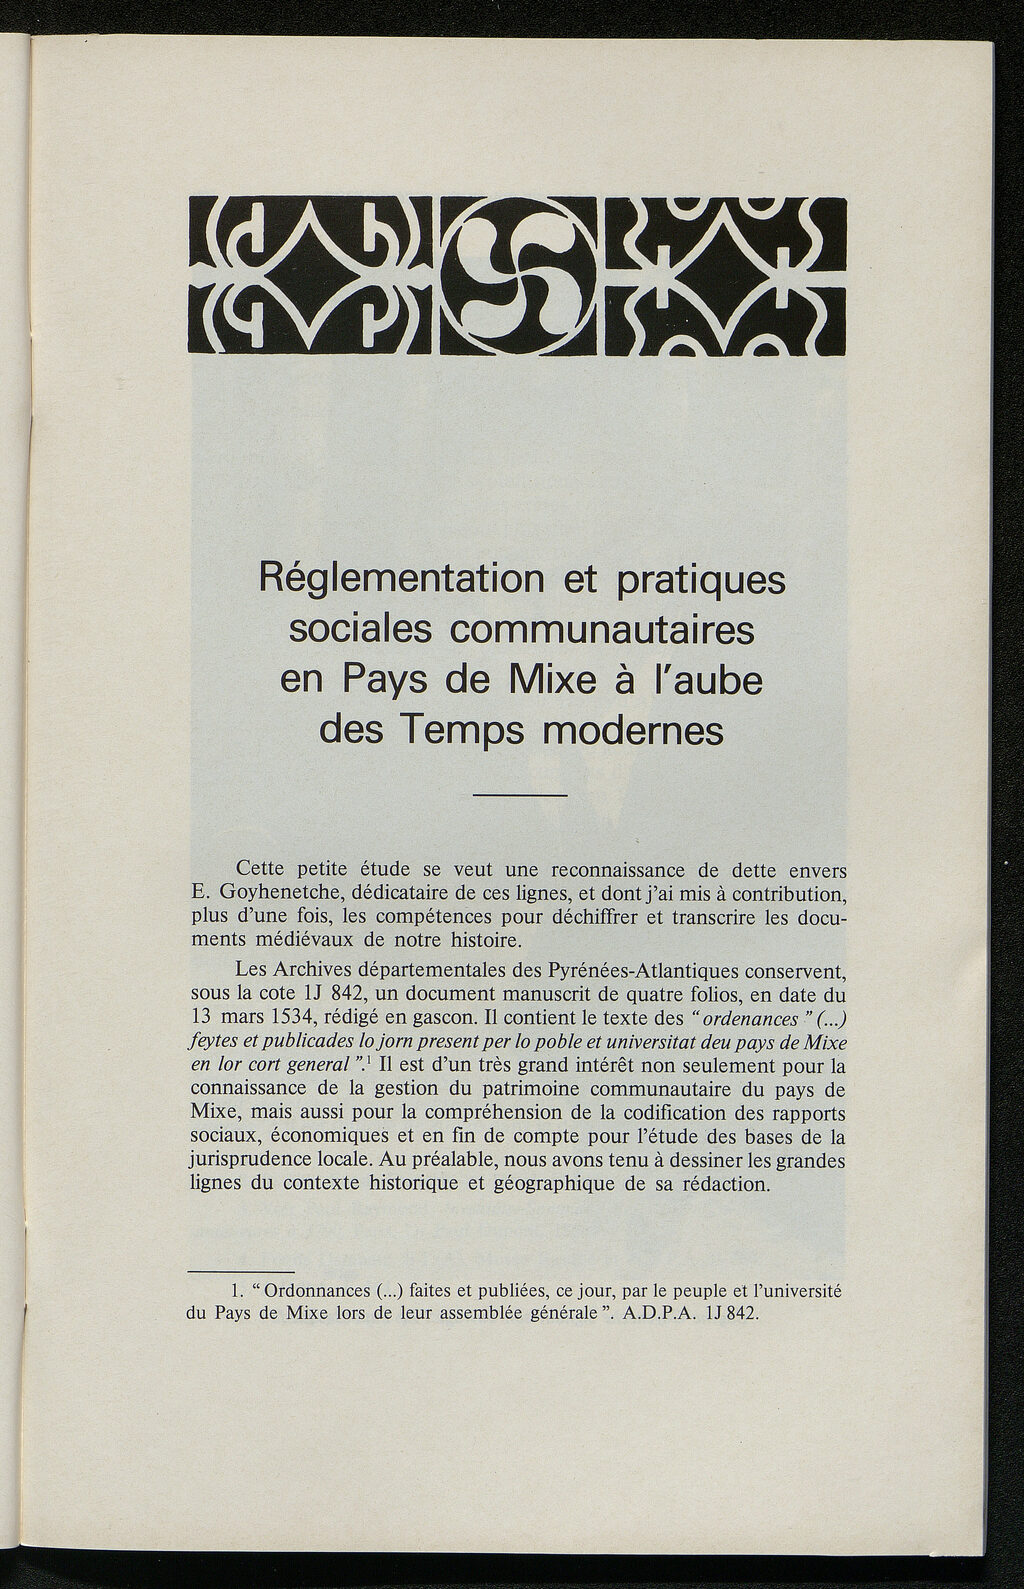 Réglementation et pratiques
sociales communautaires
en Pays de Mixe à l'aube
des Temps modernes
Cette petite étude se veut une reconnaissance de dette envers
E. Goyhenetche, dédicataire de ces lignes, et dont j'ai mis à contribution,
plus d'une fois, les compétences pour déchiffrer et transcrire les docu-
ments médiévaux de notre histoire.
Les Archives départementales des Pyrénées-Atlantiques conservent,
sous la cote 1J 842, un document manuscrit de quatre folios, en date du
13 mars 1534, rédigé en gascon. Il contient le texte des "ordenances" (...)
feytes et publicades lo jorn present per lo poble et universitat deu pays de Mixe
en lor cort general".¹ Il est d'un très grand intérêt non seulement pour la
connaissance de la gestion du patrimoine communautaire du pays de
Mixe, mais aussi pour la compréhension de la codification des rapports
sociaux, économiques et en fin de compte pour l'étude des bases de la
jurisprudence locale. Au préalable, nous avons tenu à dessiner les grandes
lignes du contexte historique et géographique de sa rédaction.
1. "Ordonnances (...) faites et publiées, ce jour, par le peuple et l'université
du Pays de Mixe lors de leur assemblée générale". A.D.P.A. 1J 842.